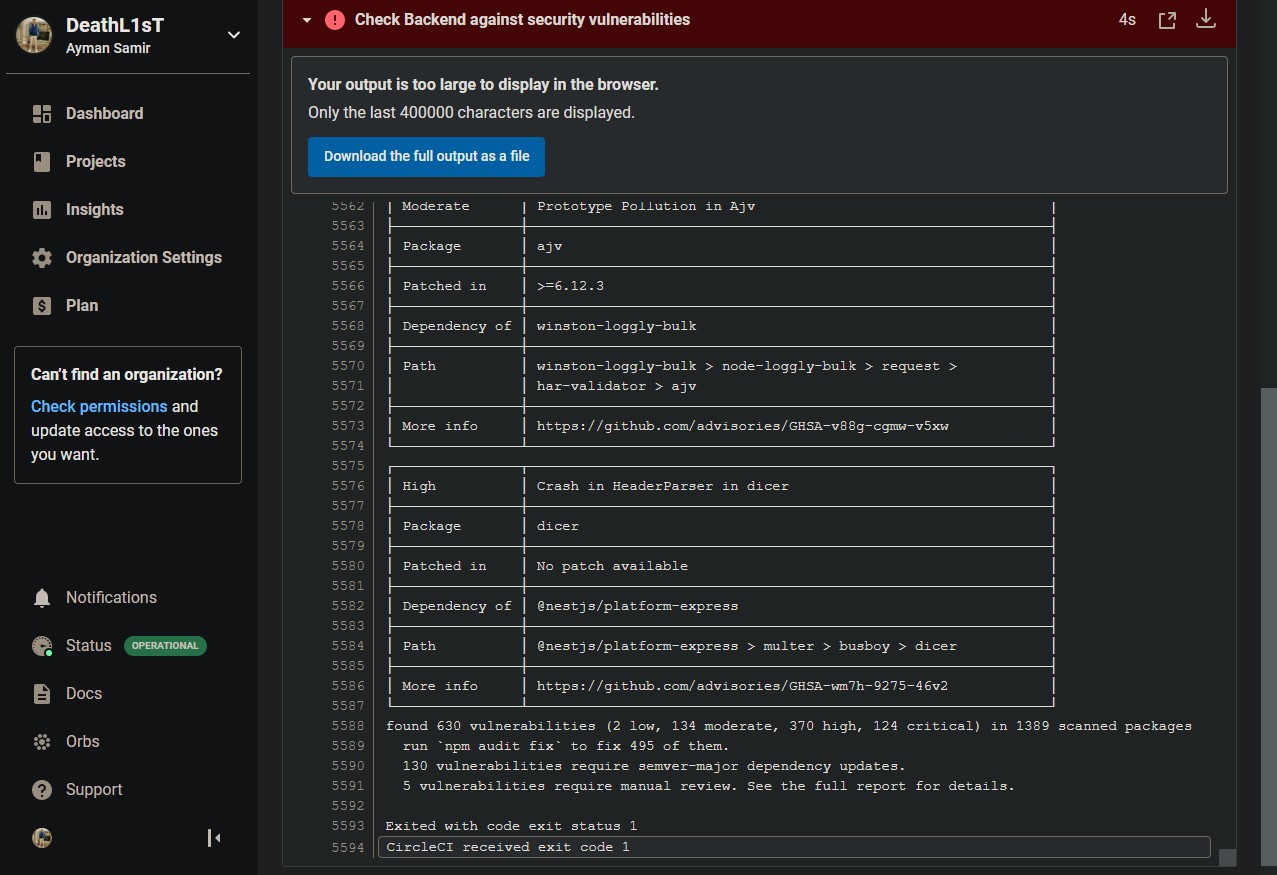 DeathL1sT
Ayman Samir
Dashboard
Projects
Insights
Organization Settings
Plan
Can't find an organization?
Check permissions and
update access to the ones
you want.
Notifications
Status OPERATIONAL
Docs
Orbs
Support
Check Backend against security vulnerabilities 4s
Your output is too large to display in the browser.
Only the last 400000 characters are displayed.
Download the full output as a file
5562 │ Moderate │ Prototype Pollution in Ajv │
5563
5564 │ Package │ ajv │
5565
5566 │ Patched in │ >=6.12.3 │
5567
5568 │ Dependency of │ winston-loggly-bulk │
5569
5570 │ Path │ winston-loggly-bulk > node-loggly-bulk > request > │
5571 │ │ har-validator > ajv │
5572
5573 │ More info │ https://github.com/advisories/GHSA-v88g-cgmw-v5xw │
5574
5575
5576 │ High │ Crash in HeaderParser in dicer │
5577
5578 │ Package │ dicer │
5579
5580 │ Patched in │ No patch available │
5581
5582 │ Dependency of │ @nestjs/platform-express │
5583
5584 │ Path │ @nestjs/platform-express > multer > busboy > dicer │
5585
5586 │ More info │ https://github.com/advisories/GHSA-wm7h-9275-46v2 │
5587
5588 found 630 vulnerabilities (2 low, 134 moderate, 370 high, 124 critical) in 1389 scanned packages
5589 run `npm audit fix` to fix 495 of them.
5590 130 vulnerabilities require semver-major dependency updates.
5591 5 vulnerabilities require manual review. See the full report for details.
5592
5593 Exited with code exit status 1
5594 CircleCI received exit code 1